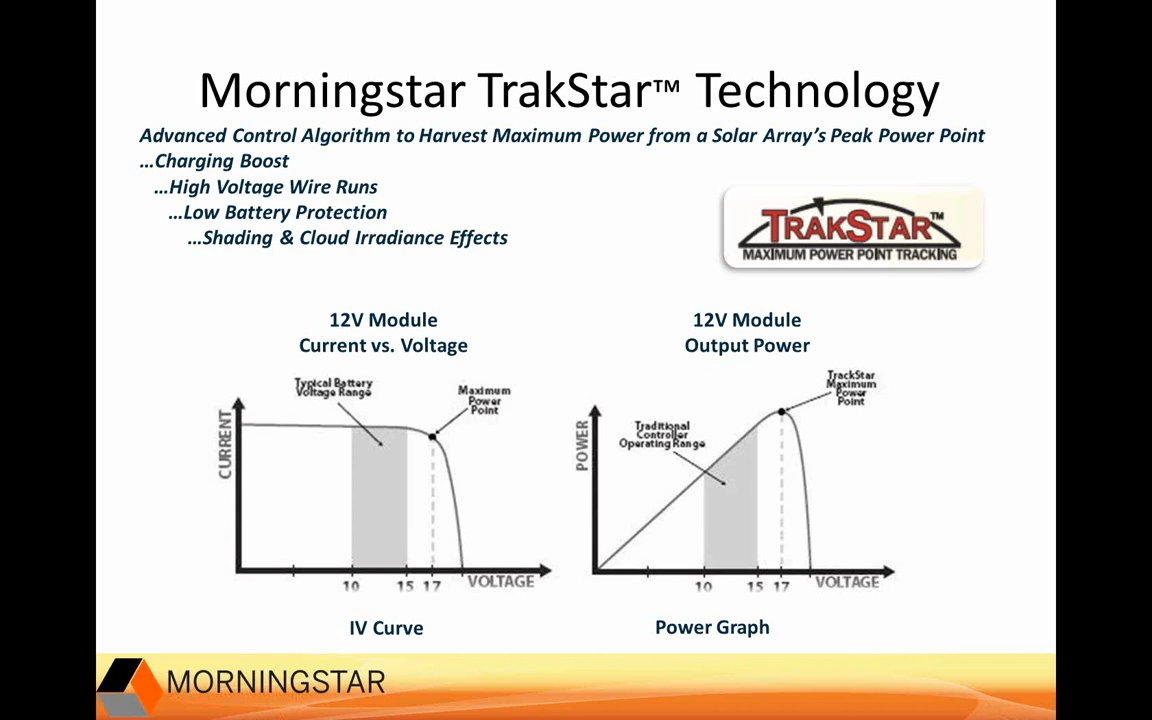 Morningstar TrakStar™ Technology
Advanced Control Algorithm to Harvest Maximum Power from a Solar Array’s Peak Power Point
…Charging Boost
…High Voltage Wire Runs
…Low Battery Protection
…Shading & Cloud Irradiance Effects
TRAKSTAR™
MAXIMUM POWER POINT TRACKING
12V Module
Current vs. Voltage
Typical Battery
Voltage Range
Maximum
Power
Point
CURRENT
10 15 17 VOLTAGE
IV Curve
12V Module
Output Power
TrackStar
Maximum
Power
Point
Traditional
Controller
Operating Range
POWER
10 15 17 VOLTAGE
Power Graph
MORNINGSTAR